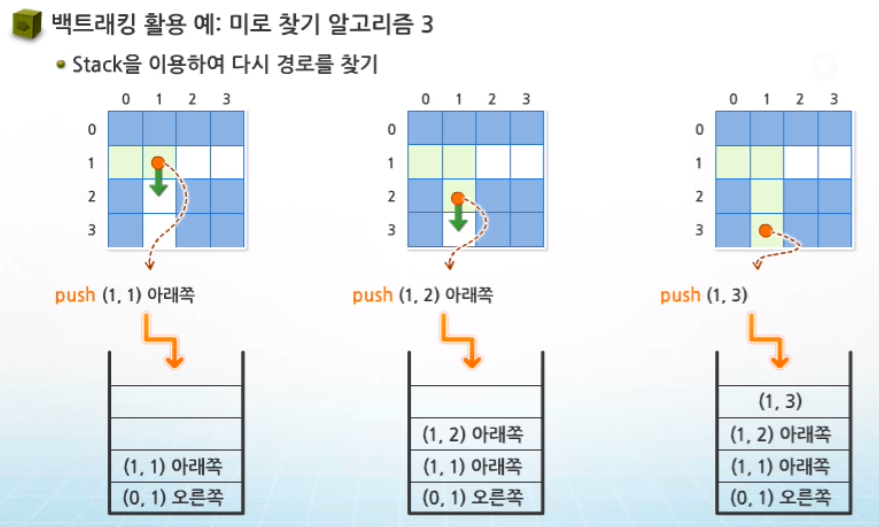 백트래킹 활용 예: 미로 찾기 알고리즘 3
Stack을 이용하여 다시 경로를 찾기
0 1 2 3
0
1
2
3
push (1, 1) 아래쪽
(1, 1) 아래쪽
(0, 1) 오른쪽
0 1 2 3
0
1
2
3
push (1, 2) 아래쪽
(1, 2) 아래쪽
(1, 1) 아래쪽
(0, 1) 오른쪽
0 1 2 3
0
1
2
3
push (1, 3)
(1, 3)
(1, 2) 아래쪽
(1, 1) 아래쪽
(0, 1) 오른쪽